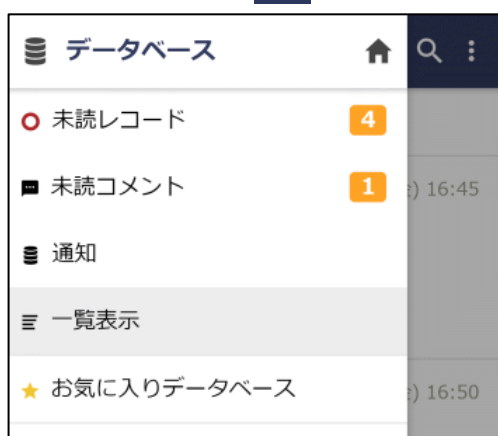 データベース
未読レコード 4
未読コメント 1
) 16:45
通知
一覧表示
お気に入りデータベース
) 16:50